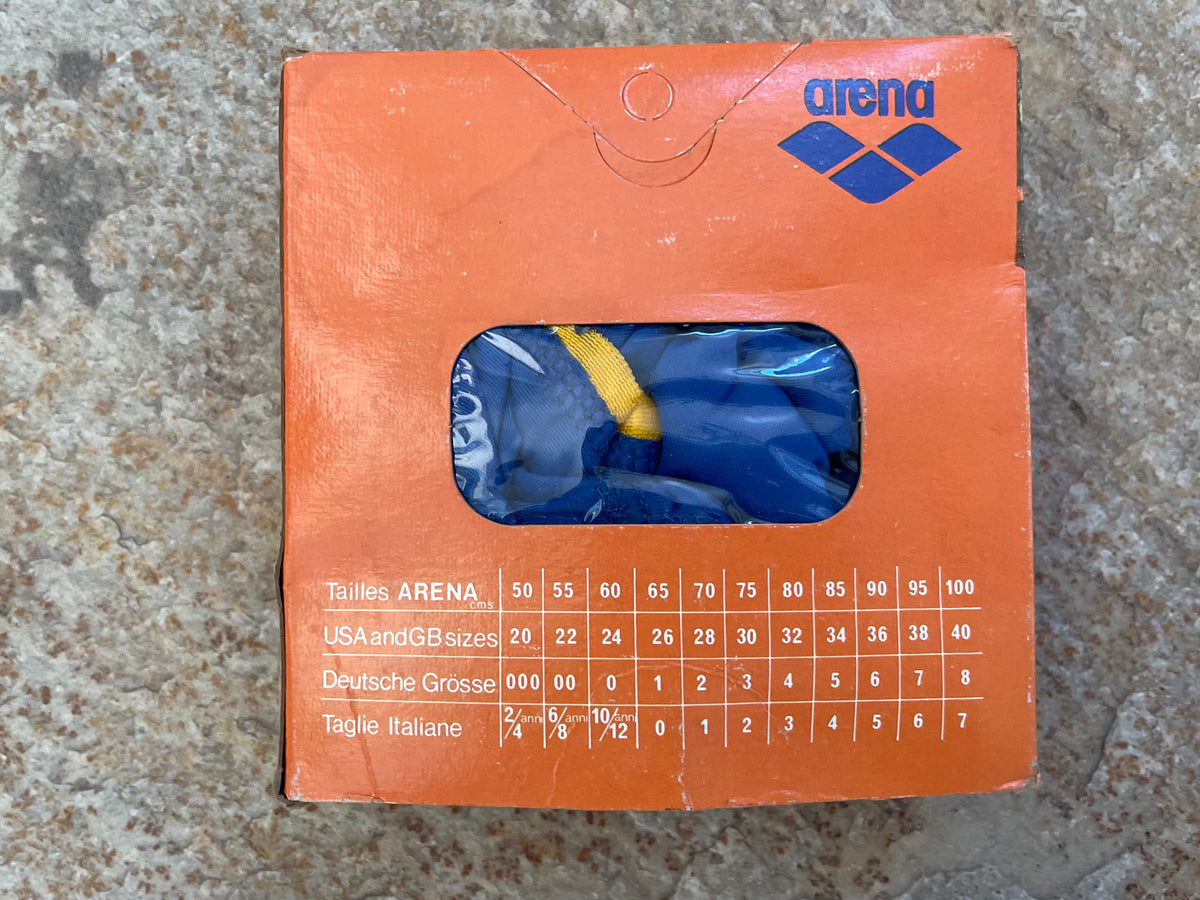 arena
Tailles ARENA cms 50 55 60 65 70 75 80 85 90 95 100
USA and GB sizes 20 22 24 26 28 30 32 34 36 38 40
Deutsche Grösse 000 00 0 1 2 3 4 5 6 7 8
Taglie Italiane 2/4 anni 6/8 anni 10/12 anni 0 1 2 3 4 5 6 7